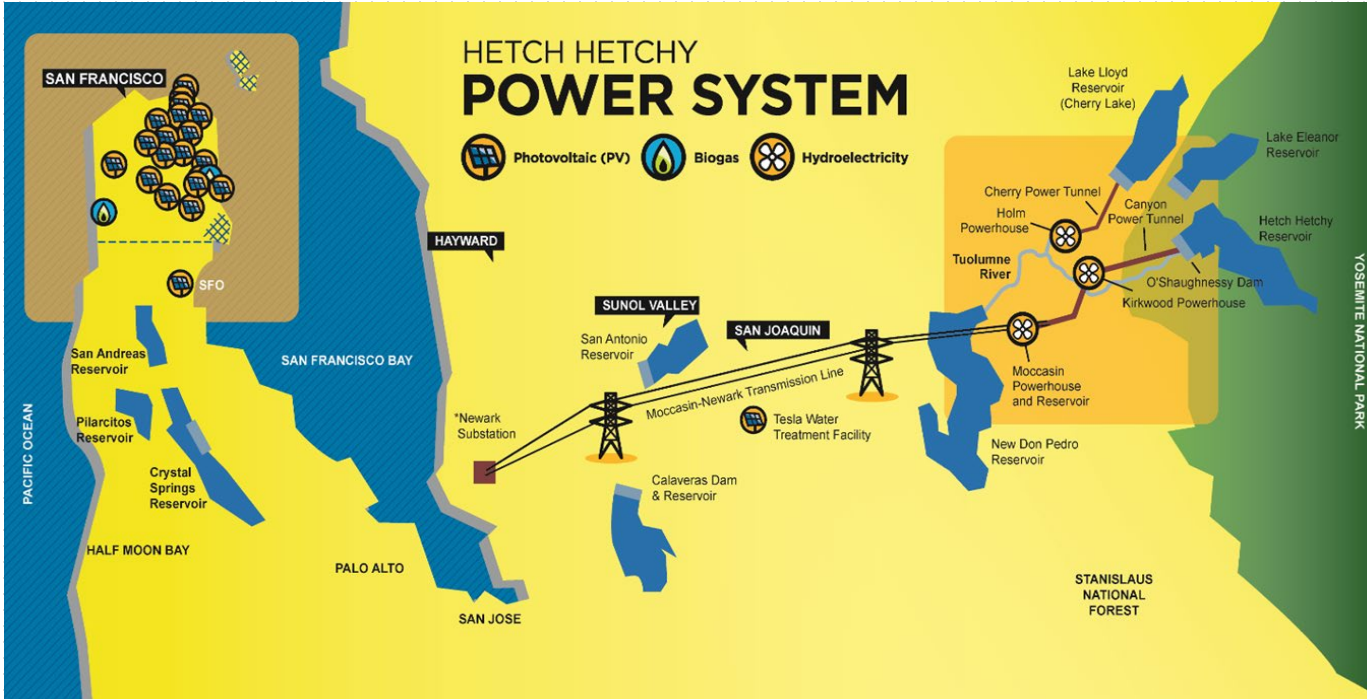 HETCH HETCHY
POWER SYSTEM
Photovoltaic (PV)
Biogas
Hydroelectricity
SAN FRANCISCO
SFO
San Andreas
Reservoir
Pilarcitos
Reservoir
Crystal
Springs
Reservoir
PACIFIC OCEAN
HALF MOON BAY
SAN FRANCISCO BAY
PALO ALTO
SAN JOSE
HAYWARD
*Newark
Substation
SUNOL VALLEY
San Antonio
Reservoir
SAN JOAQUIN
Moccasin-Newark Transmission Line
Tesla Water
Treatment Facility
Calaveras Dam
& Reservoir
Lake Lloyd
Reservoir
(Cherry Lake)
Lake Eleanor
Reservoir
Cherry Power Tunnel
Canyon
Power Tunnel
Holm
Powerhouse
Hetch Hetchy
Reservoir
Tuolumne
River
O'Shaughnessy Dam
Kirkwood Powerhouse
Moccasin
Powerhouse
and Reservoir
New Don Pedro
Reservoir
YOSEMITE NATIONAL PARK
STANISLAUS
NATIONAL
FOREST